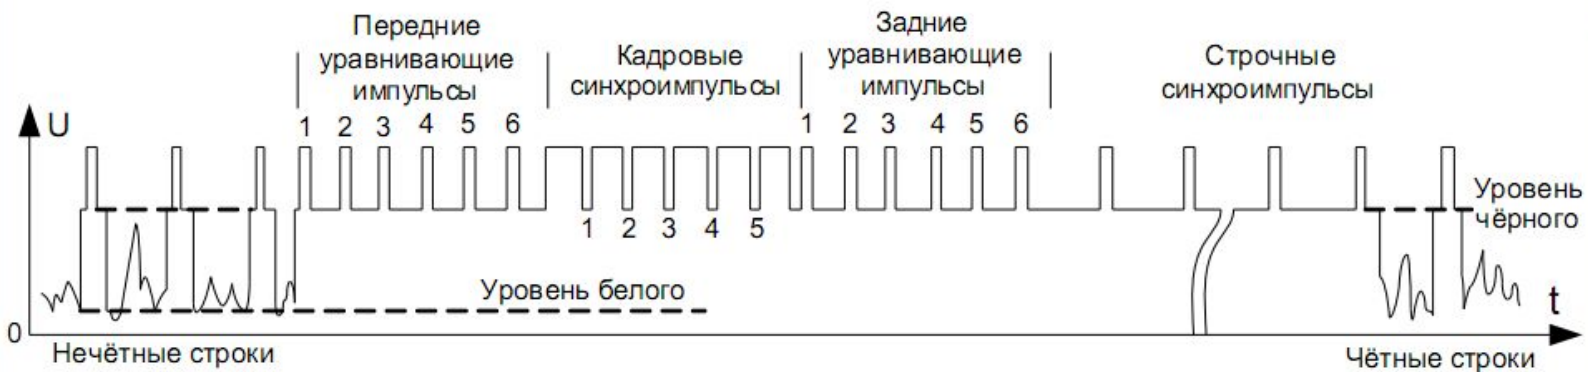 Передние
уравнивающие
импульсы
Кадровые
синхроимпульсы
Задние
уравнивающие
импульсы
Строчные
синхроимпульсы
U
1 2 3 4 5 6
1 2 3 4 5 6
1 2 3 4 5
Уровень
чёрного
Уровень белого
t
0
Нечётные строки
Чётные строки